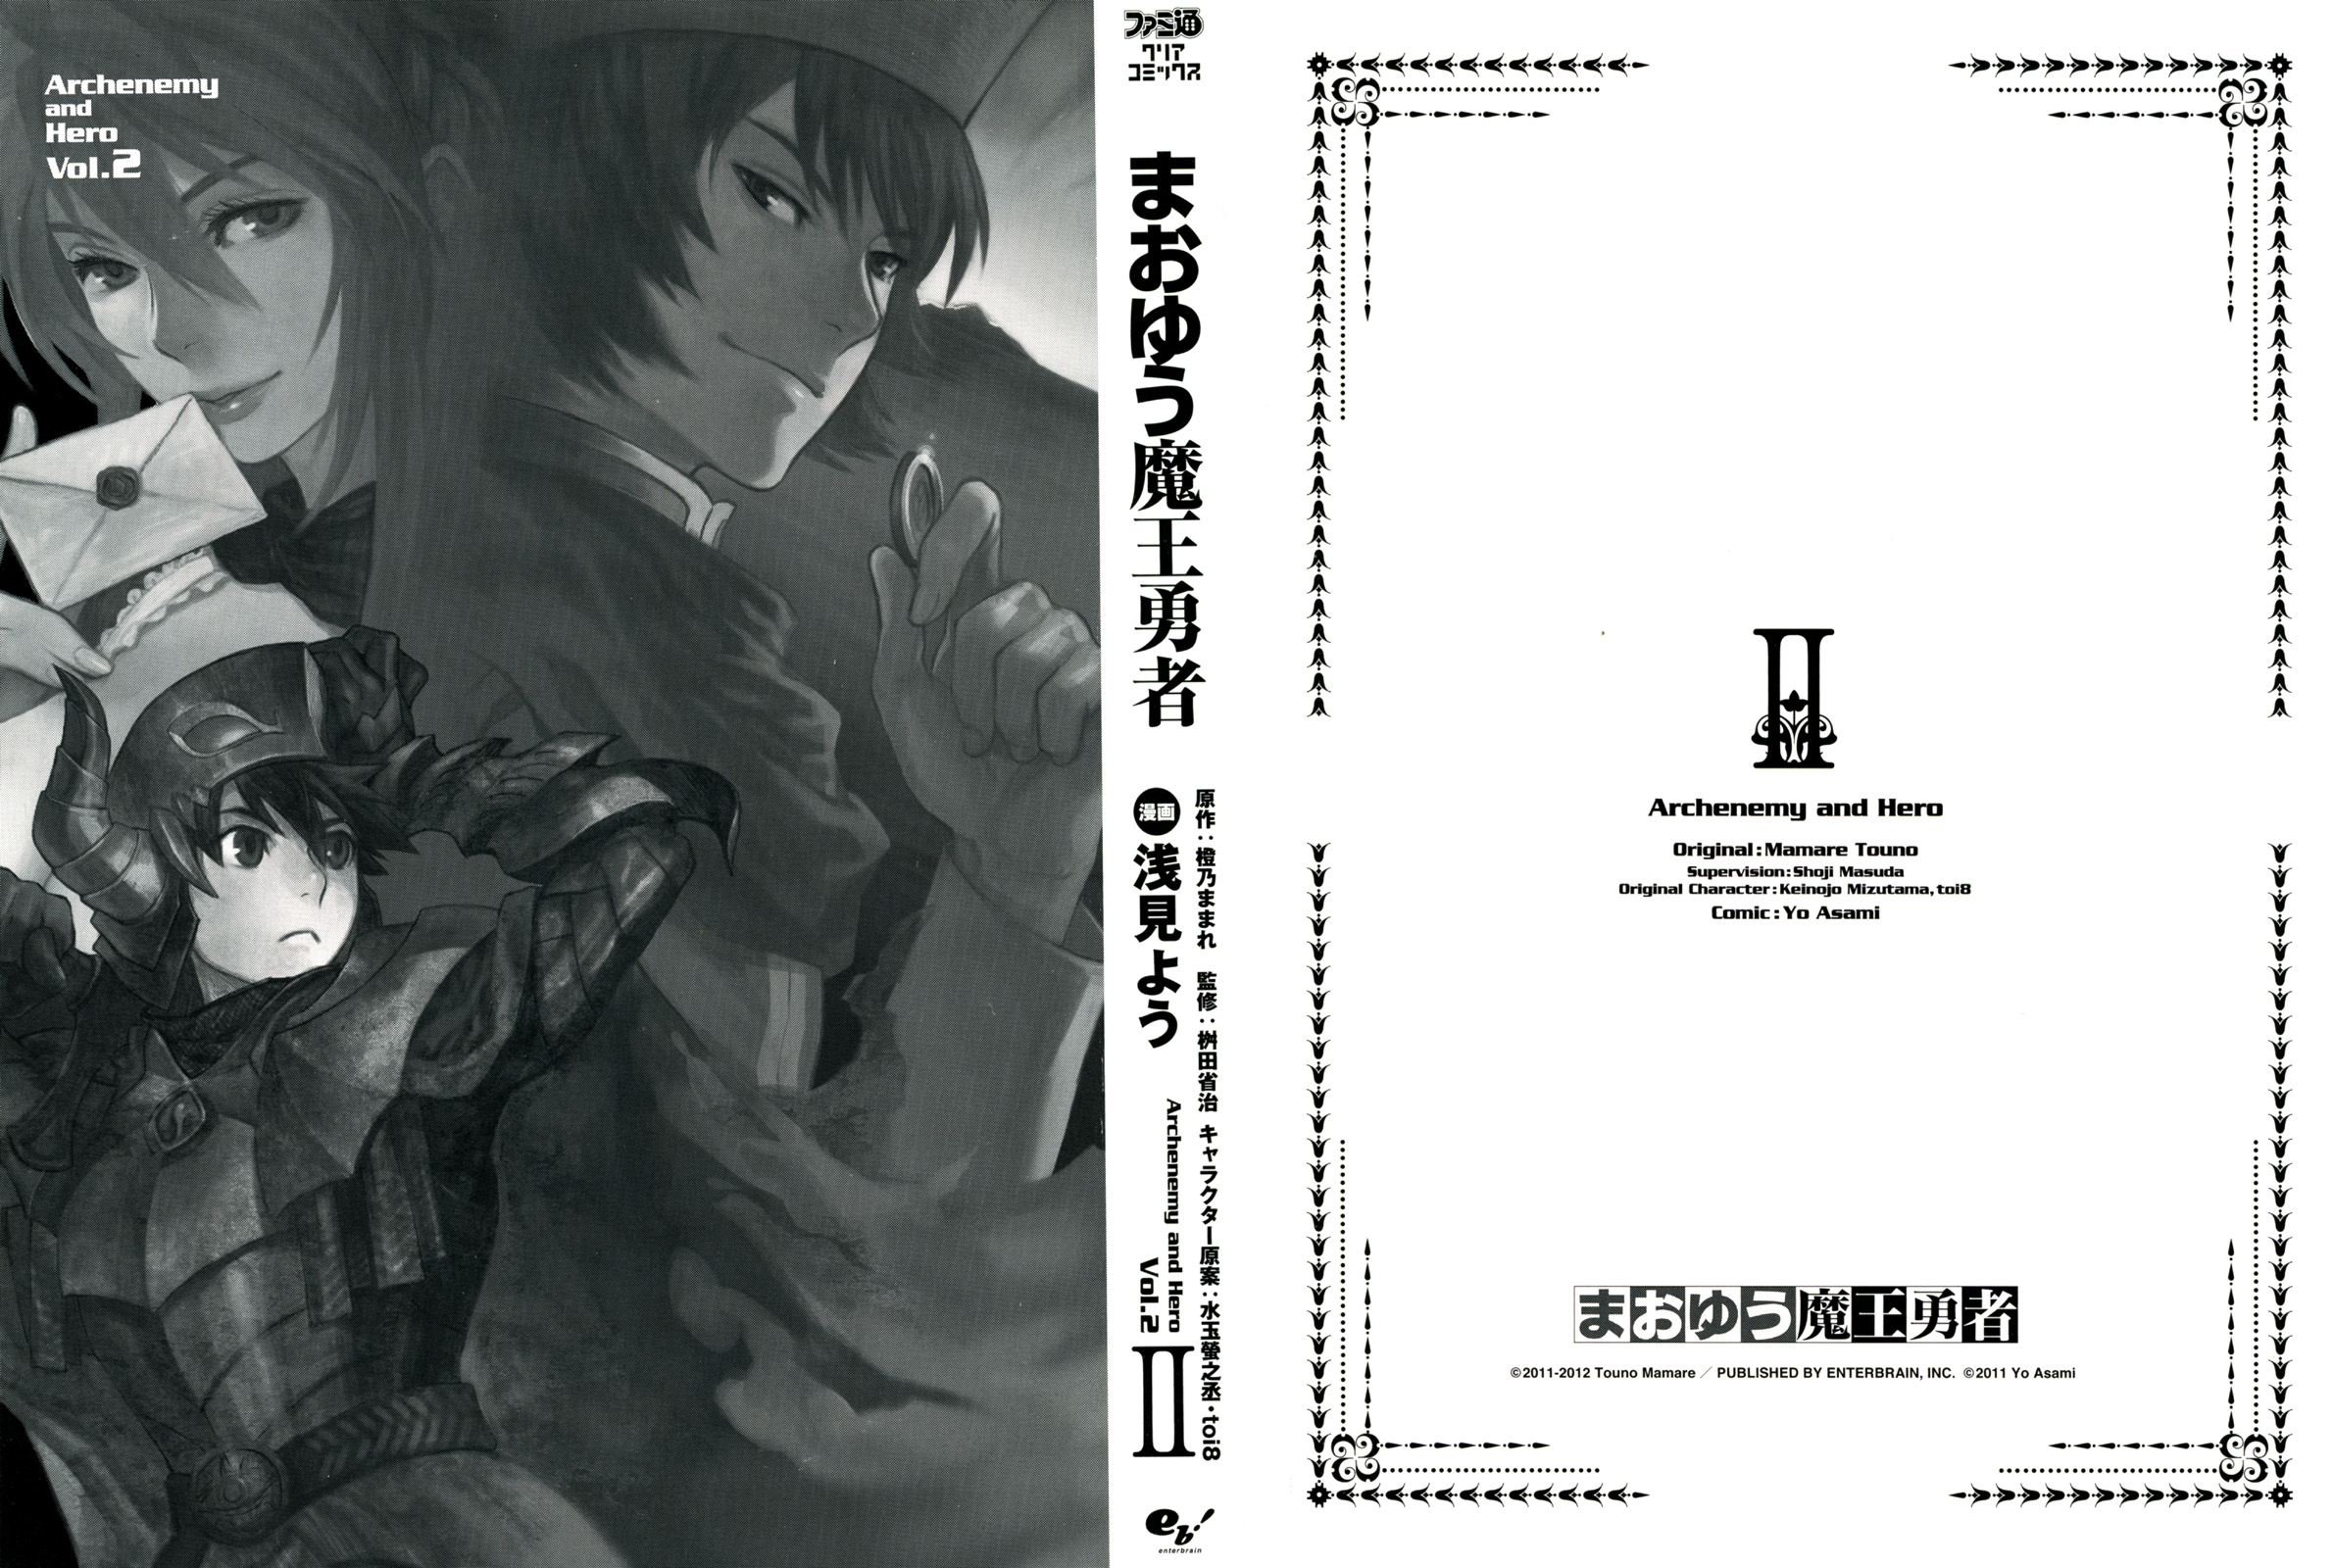 Archenemy
and
Hero
Vol.2
ファミ通
クリア
コミックス
まおゆう魔王勇者
漫画
浅見よう
原作：橙乃ままれ 監修：桝田省治 キャラクター原案：水玉螢之丞・toi8
Archenemy and Hero
Vol.2
II
eb!
enterbrain
II
Archenemy and Hero
Original:Mamare Touno
Supervision:Shoji Masuda
Original Character:Keinojo Mizutama,toi8
Comic:Yo Asami
まおゆう魔王勇者
©2011-2012 Touno Mamare／PUBLISHED BY ENTERBRAIN, INC. ©2011 Yo Asami